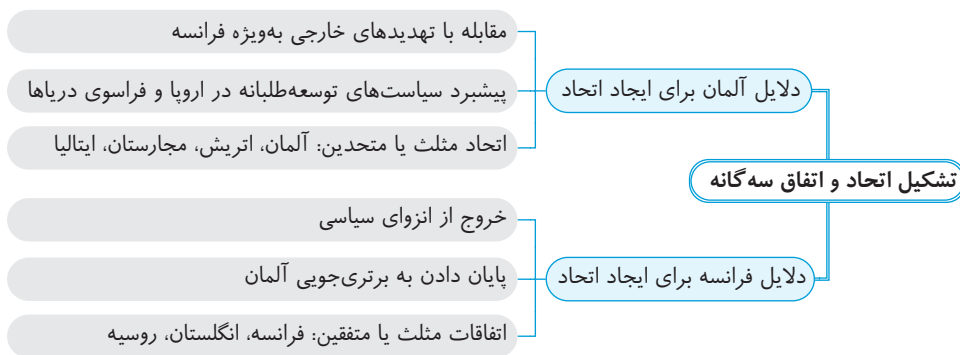 تشکیل اتحاد و اتفاق سه‌گانه
دلایل آلمان برای ایجاد اتحاد
مقابله با تهدیدهای خارجی به‌ویژه فرانسه
پیشبرد سیاست‌های توسعه‌طلبانه در اروپا و فراسوی دریاها
اتحاد مثلث یا متحدین: آلمان، اتریش، مجارستان، ایتالیا
دلایل فرانسه برای ایجاد اتحاد
خروج از انزوای سیاسی
پایان دادن به برتری‌جویی آلمان
اتفاقات مثلث یا متفقین: فرانسه، انگلستان، روسیه